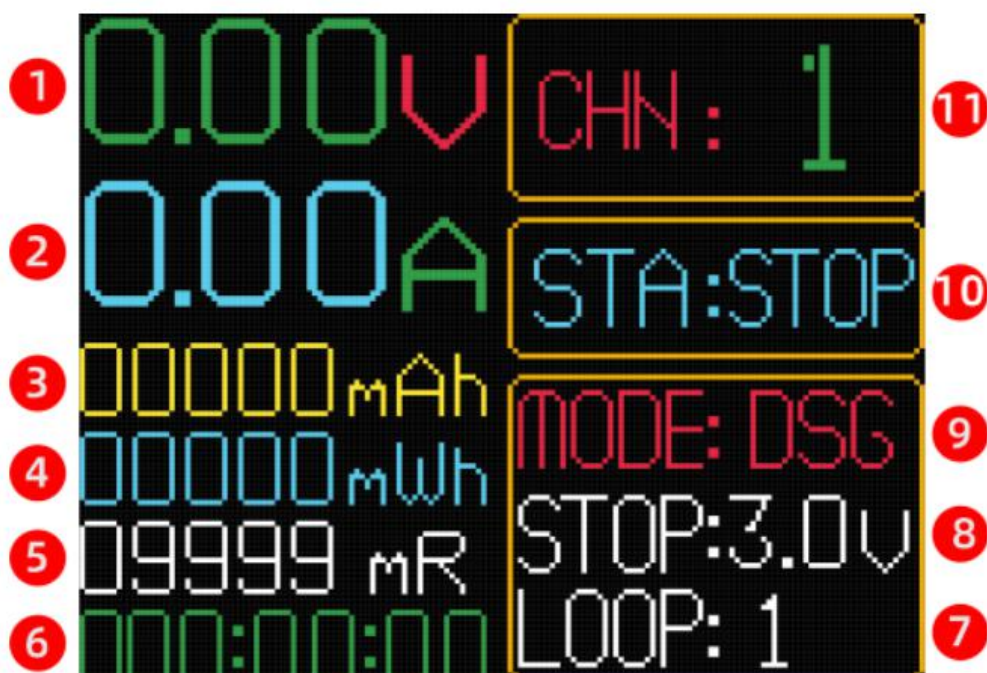 1
0.00V
2
0.00A
3
00000mAh
4
00000mWh
5
09999 mR
6
000:00:00
11
CHN: 1
10
STA:STOP
9
MODE: DSG
8
STOP:3.0v
7
LOOP: 1